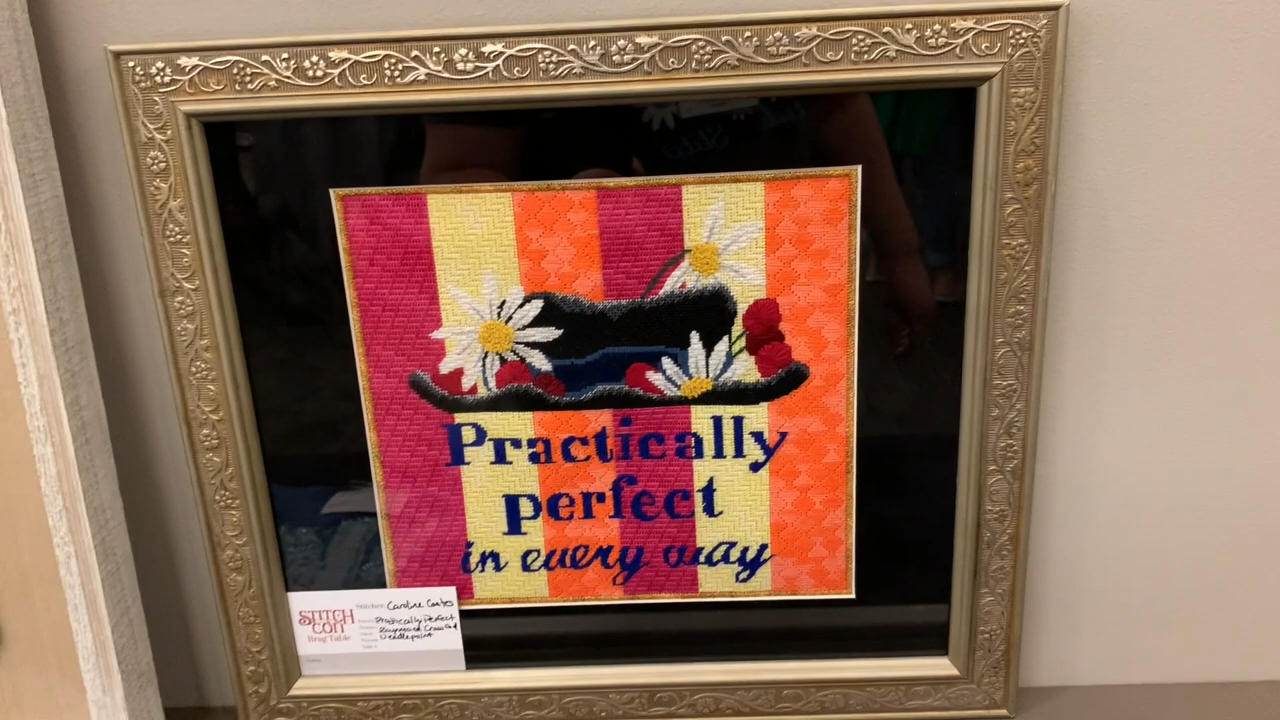 Practically
perfect
in every way
STITCH
CON
Brag Table
Stitcher: Caroline Coates
Practically Perfect
Needlepoint